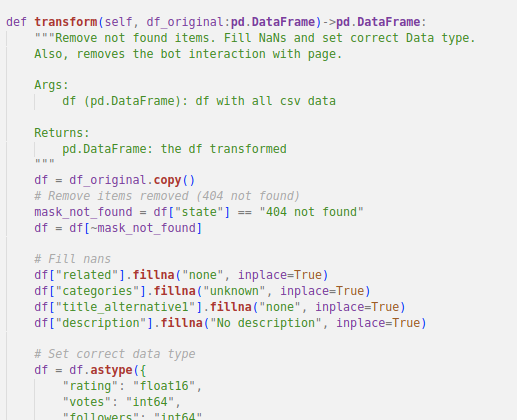 def transform(self, df_original:pd.DataFrame)->pd.DataFrame:
    """Remove not found items. Fill NaNs and set correct Data type.
    Also, removes the bot interaction with page.

    Args:
        df (pd.DataFrame): df with all csv data

    Returns:
        pd.DataFrame: the df transformed
    """
    df = df_original.copy()
    # Remove items removed (404 not found)
    mask_not_found = df["state"] == "404 not found"
    df = df[~mask_not_found]

    # Fill nans
    df["related"].fillna("none", inplace=True)
    df["categories"].fillna("unknown", inplace=True)
    df["title_alternative1"].fillna("none", inplace=True)
    df["description"].fillna("No description", inplace=True)

    # Set correct data type
    df = df.astype({
        "rating": "float16",
        "votes": "int64",
        "followers": "int64"